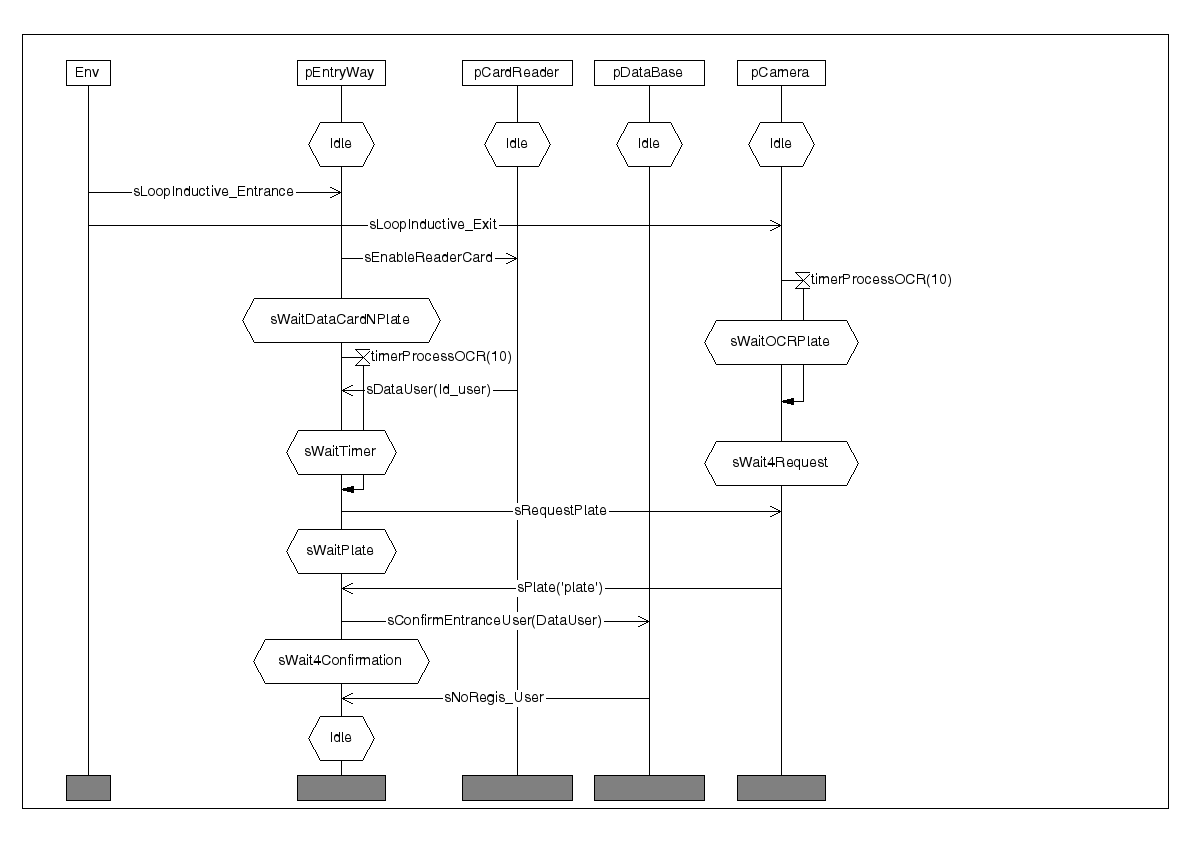 Env
pEntryWay
pCardReader
pDataBase
pCamera
Idle
Idle
Idle
Idle
sLoopInductive_Entrance
sLoopInductive_Exit
sEnableReaderCard
timerProcessOCR(10)
sWaitDataCardNPlate
sWaitOCRPlate
timerProcessOCR(10)
sDataUser(Id_user)
sWaitTimer
sWait4Request
sRequestPlate
sWaitPlate
sPlate('plate')
sConfirmEntranceUser(DataUser)
sWait4Confirmation
sNoRegis_User
Idle